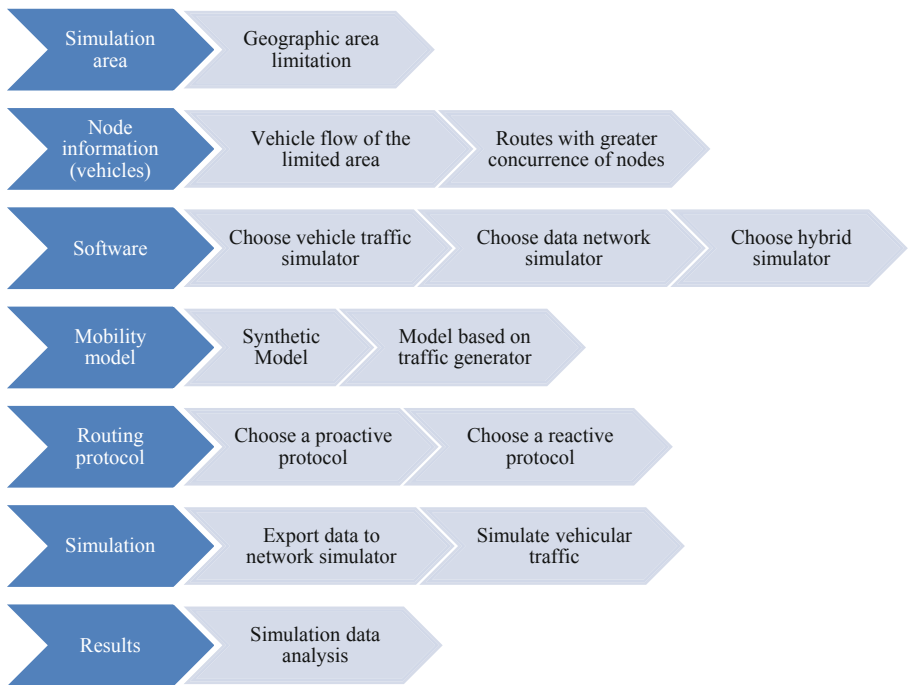 Simulation
area
Geographic area
limitation
Node
information
(vehicles)
Vehicle flow of the
limited area
Routes with greater
concurrence of nodes
Software
Choose vehicle traffic
simulator
Choose data network
simulator
Choose hybrid
simulator
Mobility
model
Synthetic
Model
Model based on
traffic generator
Routing
protocol
Choose a proactive
protocol
Choose a reactive
protocol
Simulation
Export data to
network simulator
Simulate vehicular
traffic
Results
Simulation data
analysis